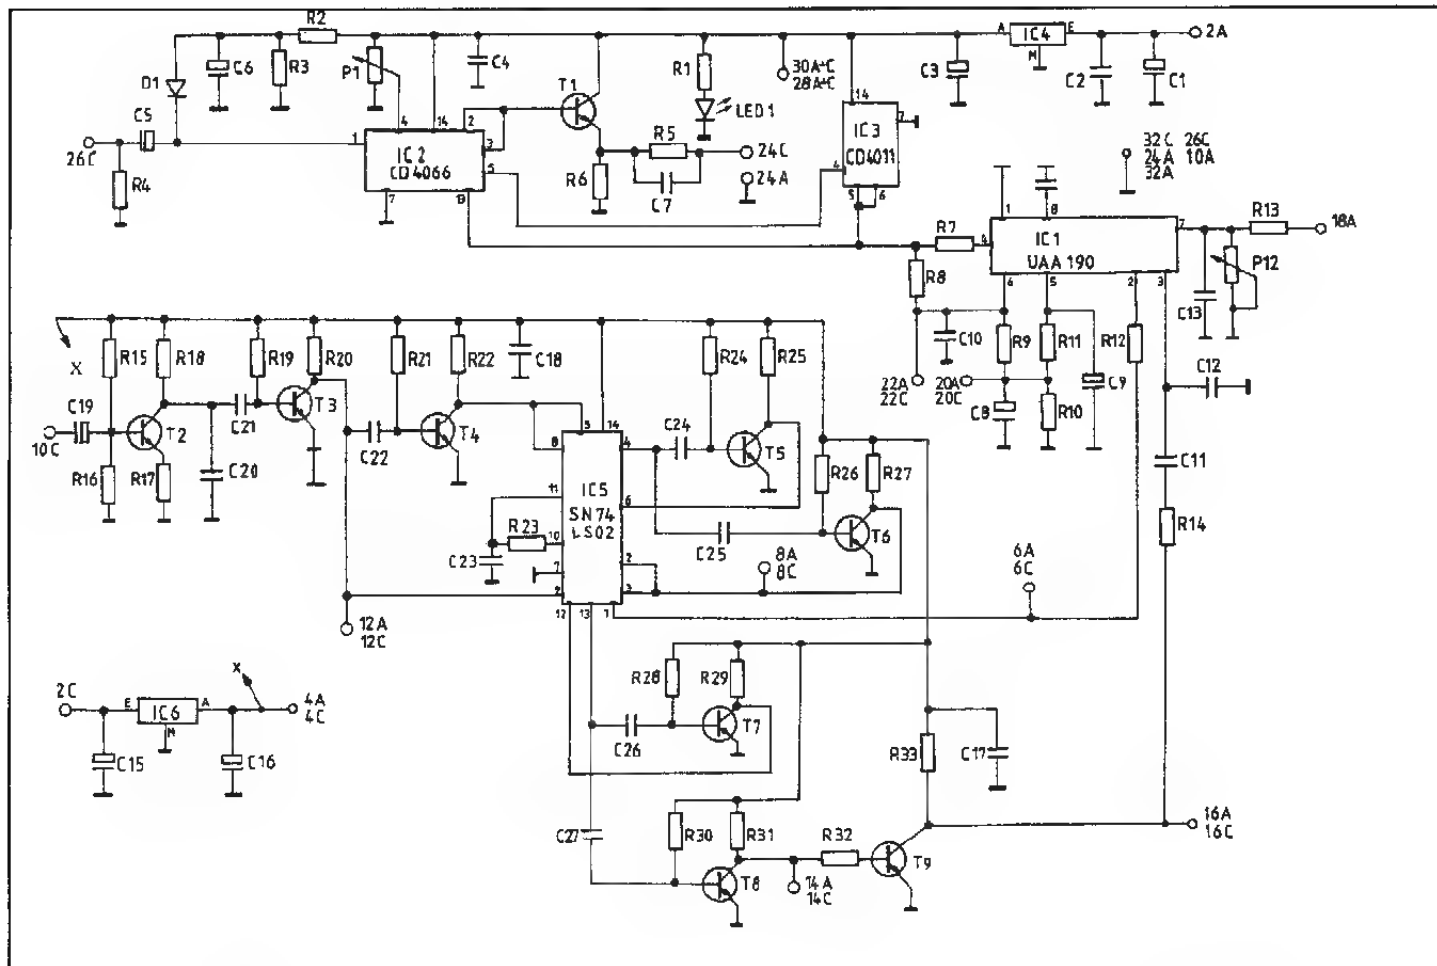 R2
A
IC4
E
2A
M
D1
C6
R3
P1
C4
T1
R1
30A+C
28A+C
C3
C2
C1
LED1
C5
26C
R4
1
4
14
2
IC2
CD4066
3
5
7
19
R5
R6
C7
24C
24A
14
IC3
CD4011
7
4
5
6
32C 26C
24A 10A
32A
R7
R8
1
8
IC1
UAA190
4
7
6
5
2
3
R13
18A
P12
C13
X
R15
R18
R19
R20
R21
R22
C18
R24
R25
C10
R9
R11
R12
C12
22A
22C
20A
20C
C8
R10
C9
C19
10C
T2
C21
T3
C22
T4
R16
R17
C20
8
5
14
4
IC5
SN74
LS02
11
10
7
2
6
2
3
12
13
1
R23
C23
C24
T5
C25
R26
R27
T6
8A
8C
C11
R14
6A
6C
12A
12C
2C
E
IC6
A
M
X
4A
4C
C15
C16
R28
R29
T7
C26
R33
C17
C27
R30
R31
R32
T8
14A
14C
T9
16A
16C